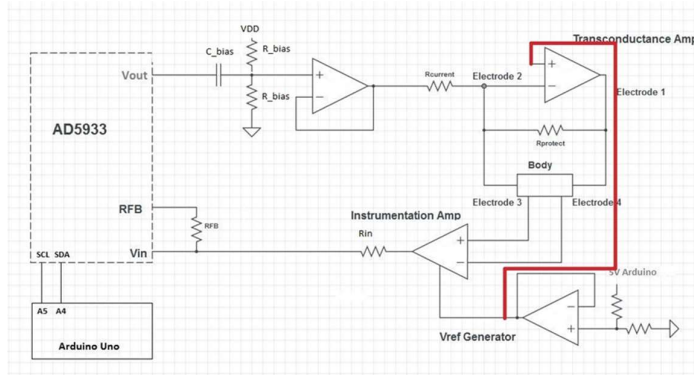 VDD
C_bias
R_bias
Transconductance Amp
Vout
R_bias
Rcurrent
Electrode 2
Electrode 1
AD5933
Rprotect
Body
RFB
Electrode 3
Electrode 4
Instrumentation Amp
RFB
Rin
Vin
SCL SDA
5V Arduino
A5 A4
Vref Generator
Arduino Uno